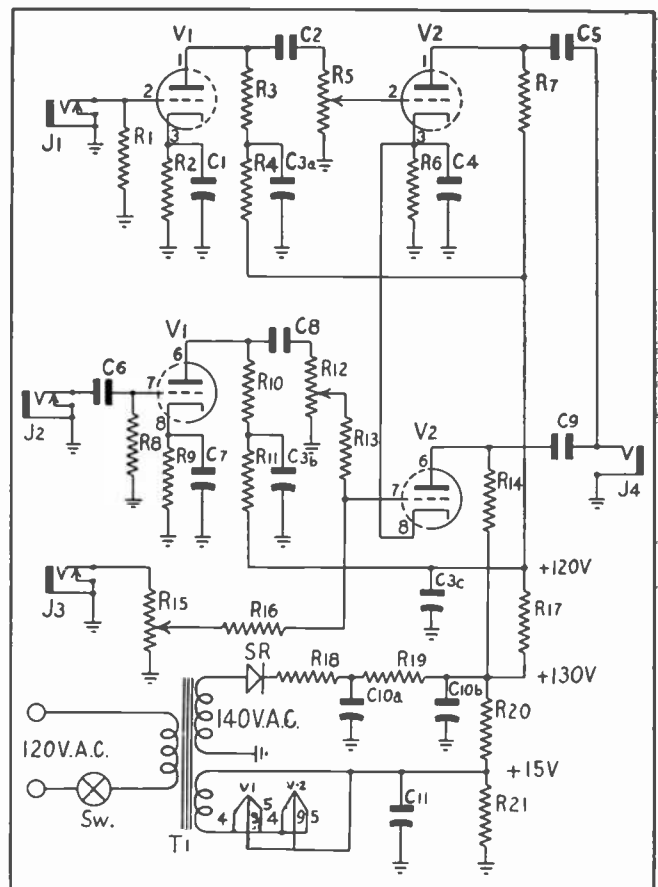 V1 C2 V2 C5
1 1
R3 R5 R7
2 2
J1 R1 3 3
R2 C1 R4 C3a R6 C4
V1 C8
6 R12
C6 7 R10
J2 8 R13 V2 C9
R8 R9 C7 R11 C3b 6 R14
7 J4
8
+120V
J3 C3c
R15 R16 R17
SR R18 R19
+130V
C10a C10b
140V.A.C. R20
120V.A.C.
+15V
V1 V-2
5 5
4 9 4 9
C11 R21
Sw. T1